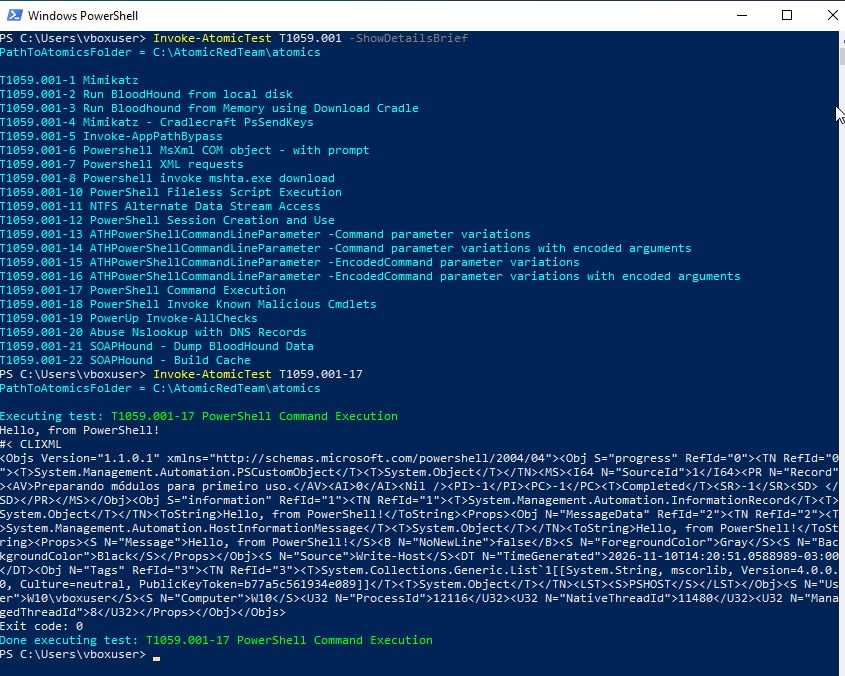 Windows PowerShell
PS C:\Users\vboxuser> Invoke-AtomicTest T1059.001 -ShowDetailsBrief
PathToAtomicsFolder = C:\AtomicRedTeam\atomics
T1059.001-1 Mimikatz
T1059.001-2 Run BloodHound from local disk
T1059.001-3 Run Bloodhound from Memory using Download Cradle
T1059.001-4 Mimikatz - Cradlecraft PsSendKeys
T1059.001-5 Invoke-AppPathBypass
T1059.001-6 Powershell MsXml COM object - with prompt
T1059.001-7 Powershell XML requests
T1059.001-8 Powershell invoke mshta.exe download
T1059.001-10 PowerShell Fileless Script Execution
T1059.001-11 NTFS Alternate Data Stream Access
T1059.001-12 PowerShell Session Creation and Use
T1059.001-13 ATHPowerShellCommandLineParameter -Command parameter variations
T1059.001-14 ATHPowerShellCommandLineParameter -Command parameter variations with encoded arguments
T1059.001-15 ATHPowerShellCommandLineParameter -EncodedCommand parameter variations
T1059.001-16 ATHPowerShellCommandLineParameter -EncodedCommand parameter variations with encoded arguments
T1059.001-17 PowerShell Command Execution
T1059.001-18 PowerShell Invoke Known Malicious Cmdlets
T1059.001-19 PowerUp Invoke-AllChecks
T1059.001-20 Abuse Nslookup with DNS Records
T1059.001-21 SOAPHound - Dump BloodHound Data
T1059.001-22 SOAPHound - Build Cache
PS C:\Users\vboxuser> Invoke-AtomicTest T1059.001-17
PathToAtomicsFolder = C:\AtomicRedTeam\atomics
Executing test: T1059.001-17 PowerShell Command Execution
Hello, from PowerShell!
#< CLIXML
<Objs Version="1.1.0.1" xmlns="http://schemas.microsoft.com/powershell/2004/04"><Obj S="progress" RefId="0"><TN RefId="0
"><T>System.Management.Automation.PSCustomObject</T><T>System.Object</T></TN><MS><I64 N="SourceId">1</I64><PR N="Record"
><AV>Preparando módulos para primeiro uso.</AV><AI>0</AI><Nil /><PI>-1</PI><PC>-1</PC><T>Completed</T><SR>-1</SR><SD> </
SD></PR></MS></Obj><Obj S="information" RefId="1"><TN RefId="1"><T>System.Management.Automation.InformationRecord</T><T>
System.Object</T></TN><ToString>Hello, from PowerShell!</ToString><Props><Obj N="MessageData" RefId="2"><TN RefId="2"><T
>System.Management.Automation.HostInformationMessage</T><T>System.Object</T></TN><ToString>Hello, from PowerShell!</ToSt
ring><Props><S N="Message">Hello, from PowerShell!</S><B N="NoNewLine">false</B><S N="ForegroundColor">Gray</S><S N="Bac
kgroundColor">Black</S></Props></Obj><S N="Source">Write-Host</S><DT N="TimeGenerated">2026-11-10T14:20:51.0588989-03:00
</DT><Obj N="Tags" RefId="3"><TN RefId="3"><T>System.Collections.Generic.List`1[[System.String, mscorlib, Version=4.0.0.
0, Culture=neutral, PublicKeyToken=b77a5c561934e089]]</T><T>System.Object</T></TN><LST><S>PSHOST</S></LST></Obj><S N="Us
er">W10\vboxuser</S><S N="Computer">W10</S><U32 N="ProcessId">12116</U32><U32 N="NativeThreadId">11480</U32><U32 N="Mana
gedThreadId">8</U32></Props></Obj></Objs>
Exit code: 0
Done executing test: T1059.001-17 PowerShell Command Execution
PS C:\Users\vboxuser>